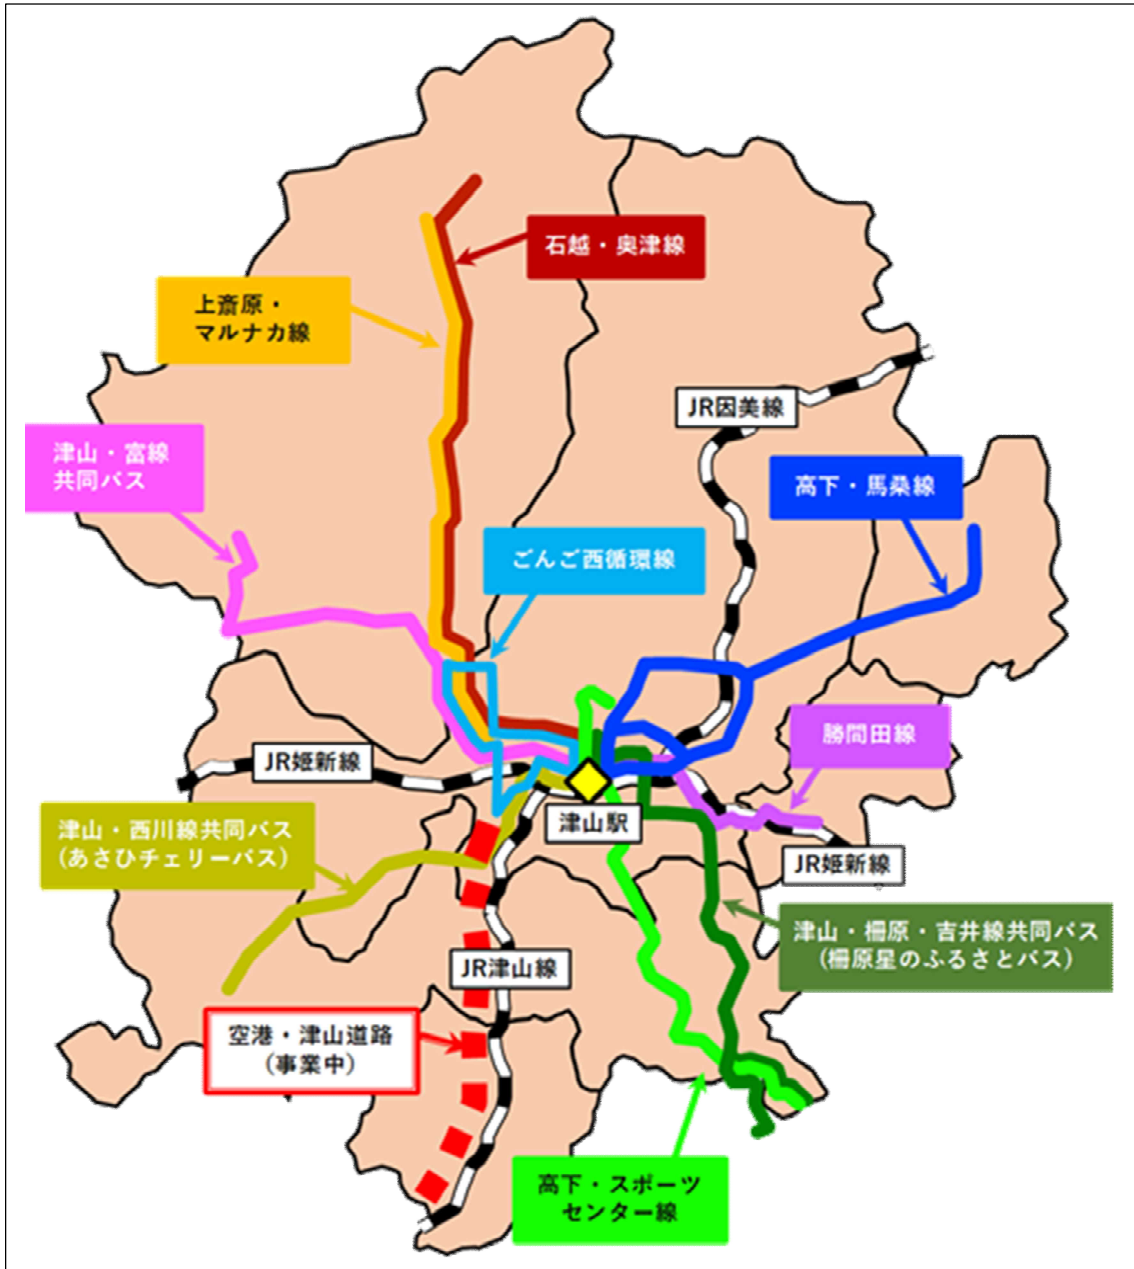 石越・奥津線
上斎原・
マルナカ線
JR因美線
津山・富線
共同バス
高下・馬桑線
ごんご西循環線
勝間田線
JR姫新線
津山駅
津山・西川線共同バス
(あさひチェリーバス)
JR姫新線
津山・柵原・吉井線共同バス
(柵原星のふるさとバス)
JR津山線
空港・津山道路
(事業中)
高下・スポーツ
センター線